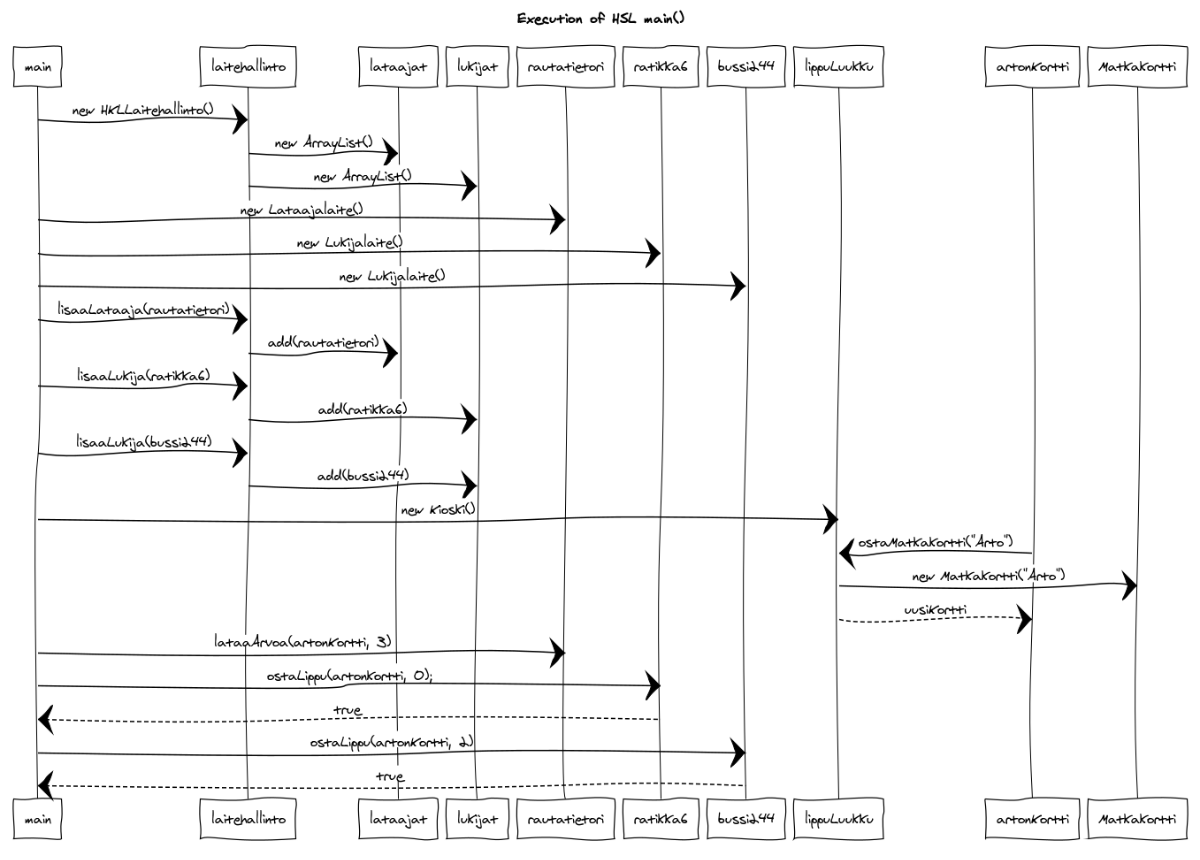 Execution of HSL main()
main laitehallinto lataajat lukijat rautatietori ratikka6 bussi244 lippuLuukku artonKortti Matkakortti
new HKLLaitehallinto()
new ArrayList()
new ArrayList()
new Lataajalaite()
new Lukijalaite()
new Lukijalaite()
lisaaLataaja(rautatietori)
add(rautatietori)
lisaaLukija(ratikka6)
add(ratikka6)
lisaaLukija(bussi244)
add(bussi244)
new Kioski()
ostaMatkakortti("Arto")
new Matkakortti("Arto")
uusiKortti
lataaArvoa(artonKortti, 3)
ostaLippu(artonKortti, 0);
true
ostaLippu(artonKortti, 2)
true
main laitehallinto lataajat lukijat rautatietori ratikka6 bussi244 lippuLuukku artonKortti Matkakortti